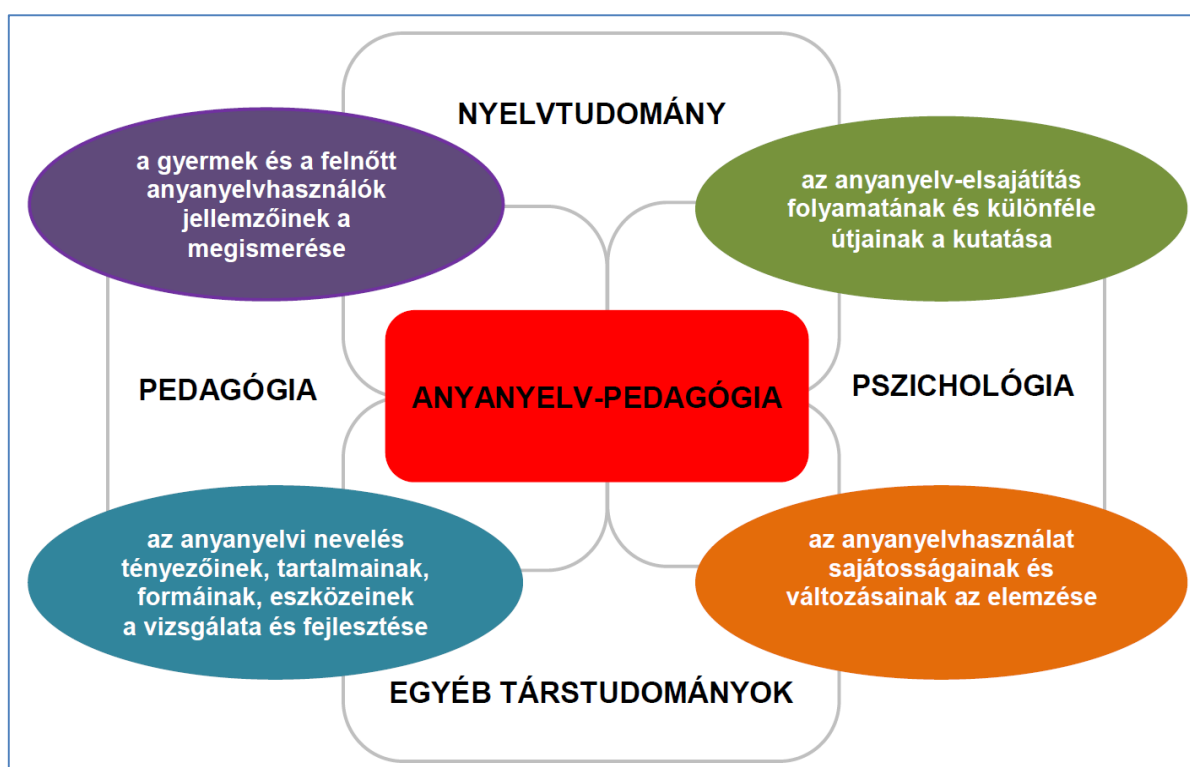 NYELVTUDOMÁNY
a gyermek és a felnőtt
anyanyelvhasználók
jellemzőinek a
megismerése
az anyanyelv-elsajátítás
folyamatának és különféle
útjainak a kutatása
PEDAGÓGIA
ANYANYELV-PEDAGÓGIA
PSZICHOLÓGIA
az anyanyelvi nevelés
tényezőinek, tartalmainak,
formáinak, eszközeinek
a vizsgálata és fejlesztése
az anyanyelvhasználat
sajátosságainak és
változásainak az elemzése
EGYÉB TÁRSTUDOMÁNYOK